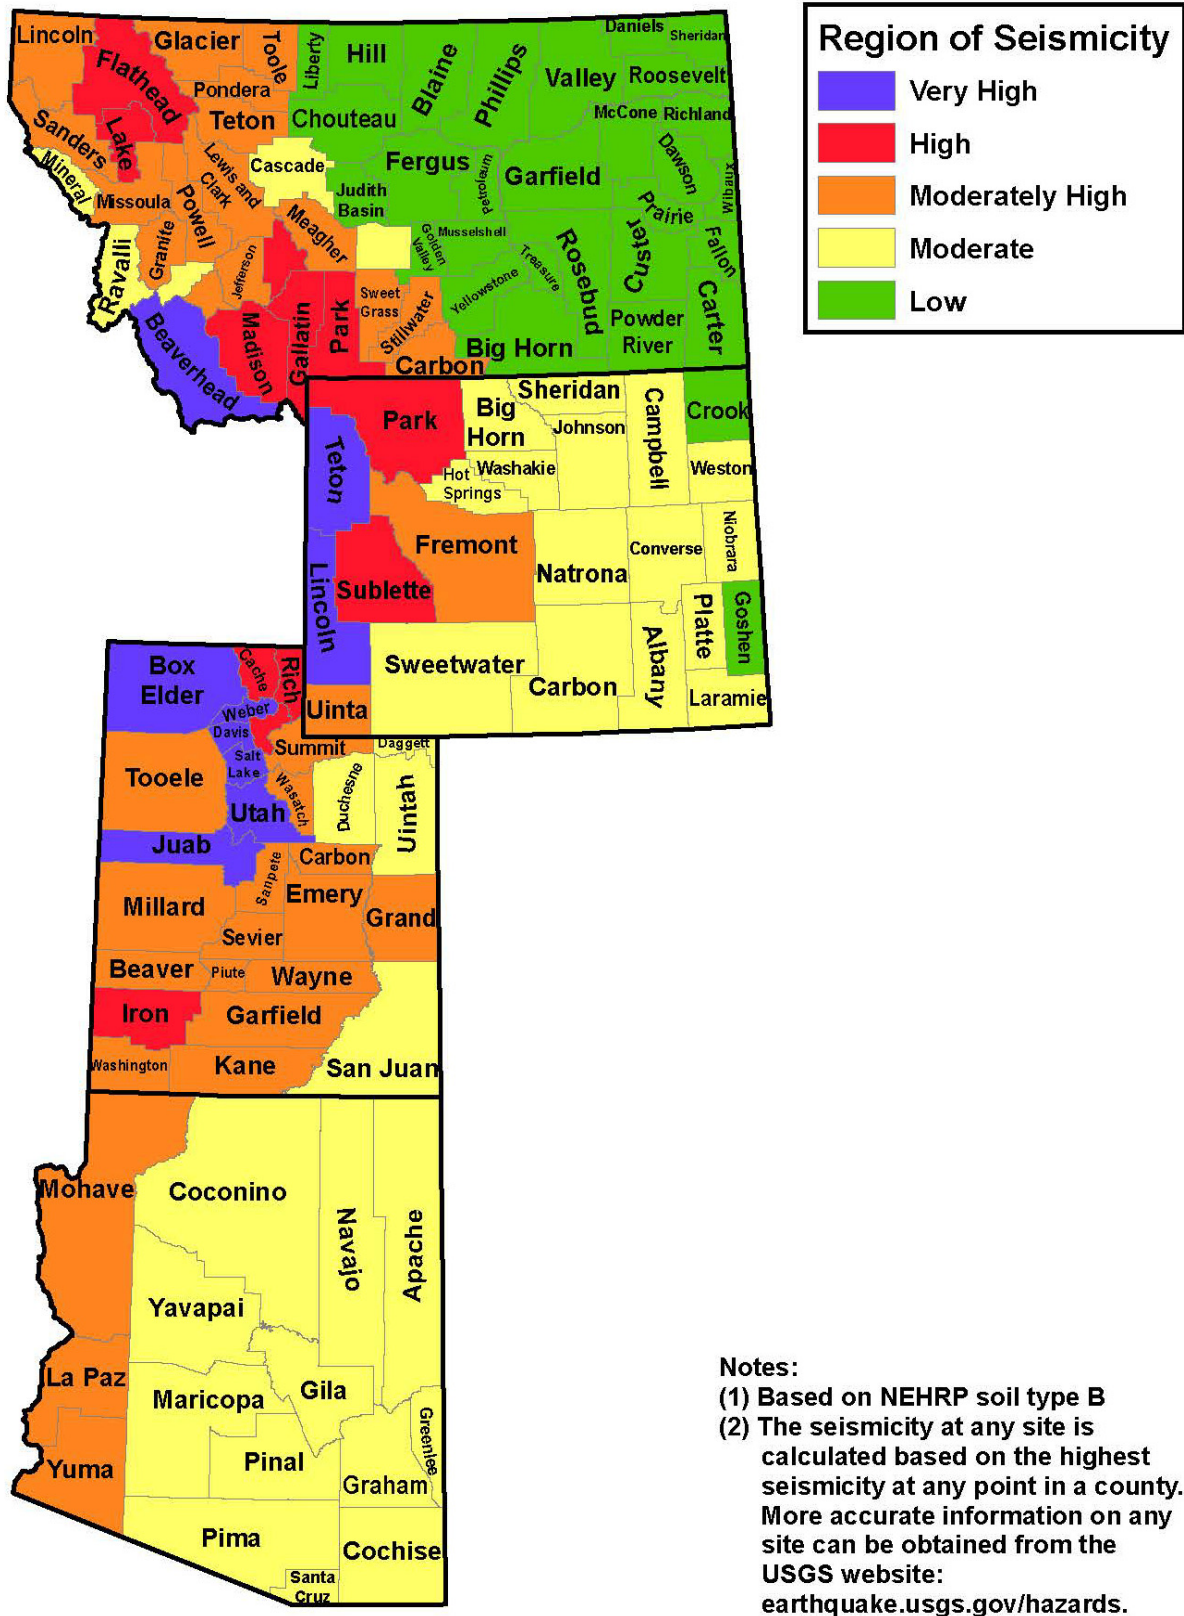 Region of Seismicity
Very High
High
Moderately High
Moderate
Low
Lincoln
Flathead
Glacier
Toole
Liberty
Hill
Blaine
Phillips
Valley
Daniels
Sheridan
Roosevelt
Pondera
Teton
Chouteau
McCone
Richland
Sanders
Lake
Mineral
Missoula
Powell
Lewis and
Clark
Cascade
Judith
Basin
Fergus
Petroleum
Garfield
Dawson
Wibaux
Prairie
Ravalli
Granite
Jefferson
Meagher
Golden
Valley
Musselshell
Treasure
Rosebud
Custer
Fallon
Beaverhead
Madison
Gallatin
Park
Sweet
Grass
Stillwater
Carbon
Yellowstone
Big Horn
Powder
River
Carter
Park
Big
Horn
Sheridan
Johnson
Campbell
Crook
Teton
Hot
Springs
Washakie
Weston
Fremont
Natrona
Converse
Niobrara
Lincoln
Sublette
Sweetwater
Carbon
Albany
Platte
Goshen
Laramie
Uinta
Box
Elder
Cache
Rich
Weber
Davis
Salt
Lake
Summit
Daggett
Tooele
Utah
Wasatch
Duchesne
Uintah
Juab
Sanpete
Carbon
Millard
Emery
Grand
Sevier
Beaver
Piute
Wayne
Iron
Garfield
Washington
Kane
San Juan
Mohave
Coconino
Navajo
Apache
Yavapai
La Paz
Maricopa
Gila
Greenlee
Yuma
Pinal
Graham
Pima
Santa
Cruz
Cochise
Notes:
(1) Based on NEHRP soil type B
(2) The seismicity at any site is
calculated based on the highest
seismicity at any point in a county.
More accurate information on any
site can be obtained from the
USGS website:
earthquake.usgs.gov/hazards.